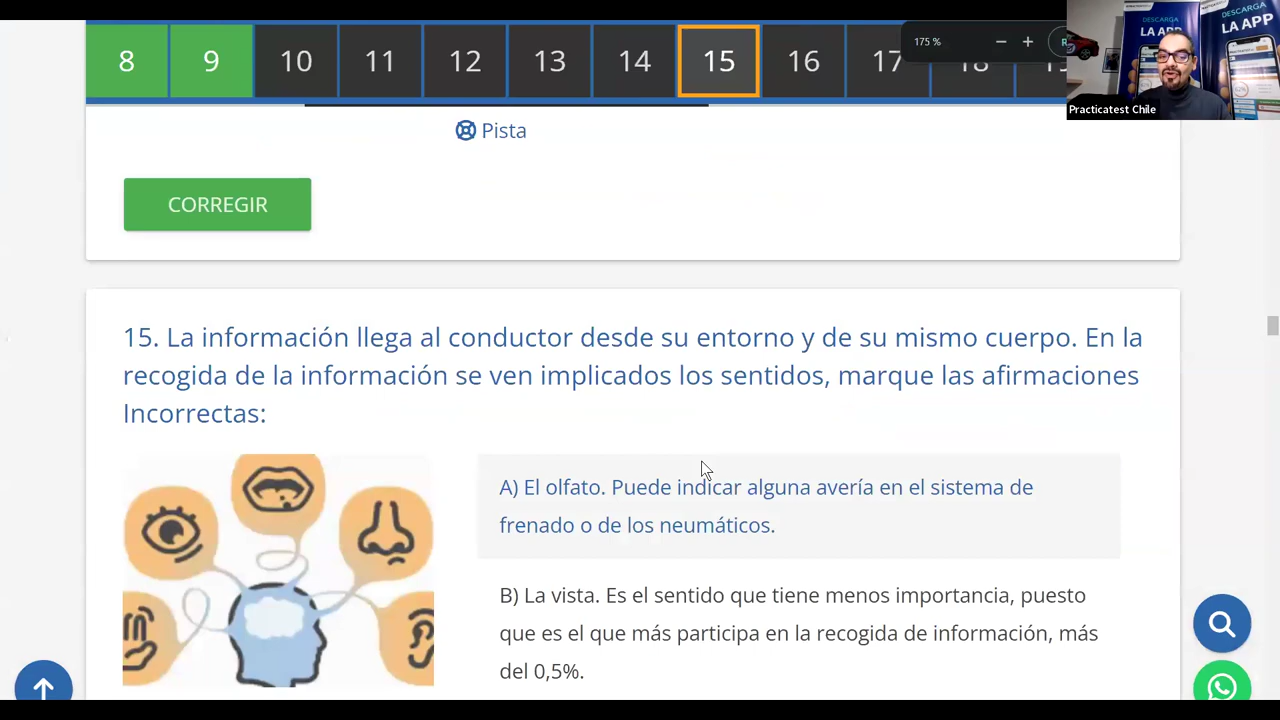 8 9 10 11 12 13 14 15 16 17 18
175 %
DESCARGA
LA APP
DESCARGA
LA APP
Practicatest Chile
Pista
CORREGIR
15. La información llega al conductor desde su entorno y de su mismo cuerpo. En la
recogida de la información se ven implicados los sentidos, marque las afirmaciones
Incorrectas:
A) El olfato. Puede indicar alguna avería en el sistema de
frenado o de los neumáticos.
B) La vista. Es el sentido que tiene menos importancia, puesto
que es el que más participa en la recogida de información, más
del 0,5%.